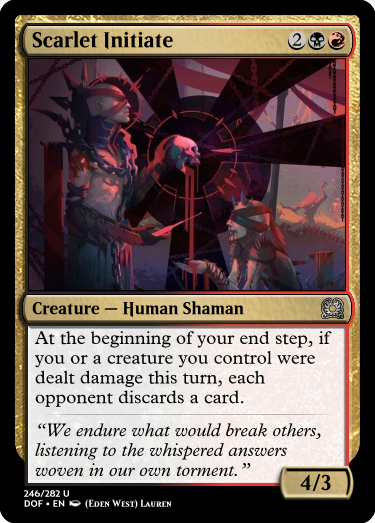 Scarlet Initiate 2
Creature — Human Shaman
At the beginning of your end step, if
you or a creature you control were
dealt damage this turn, each
opponent discards a card.
“We endure what would break others,
listening to the whispered answers
woven in our own torment.”
4/3
246/282 U
DOF • EN (Eden West) Lauren